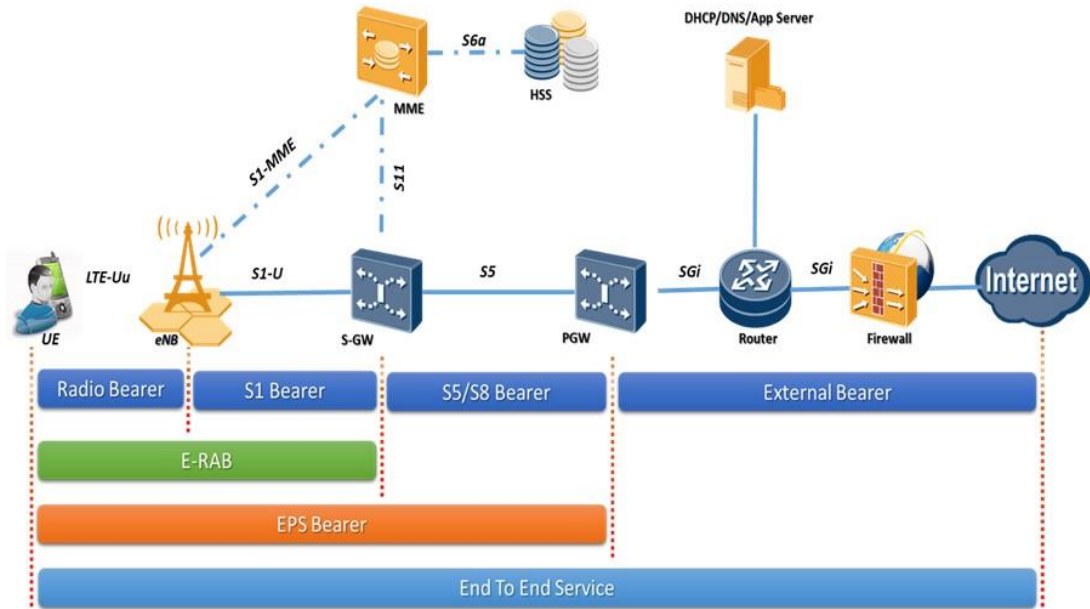 DHCP/DNS/App Server
S6a
MME
HSS
S1-MME
S11
LTE-Uu
S1-U
S5
SGi
SGi
Internet
UE
eNB
S-GW
PGW
Router
Firewall
Radio Bearer
S1 Bearer
S5/S8 Bearer
External Bearer
E-RAB
EPS Bearer
End To End Service